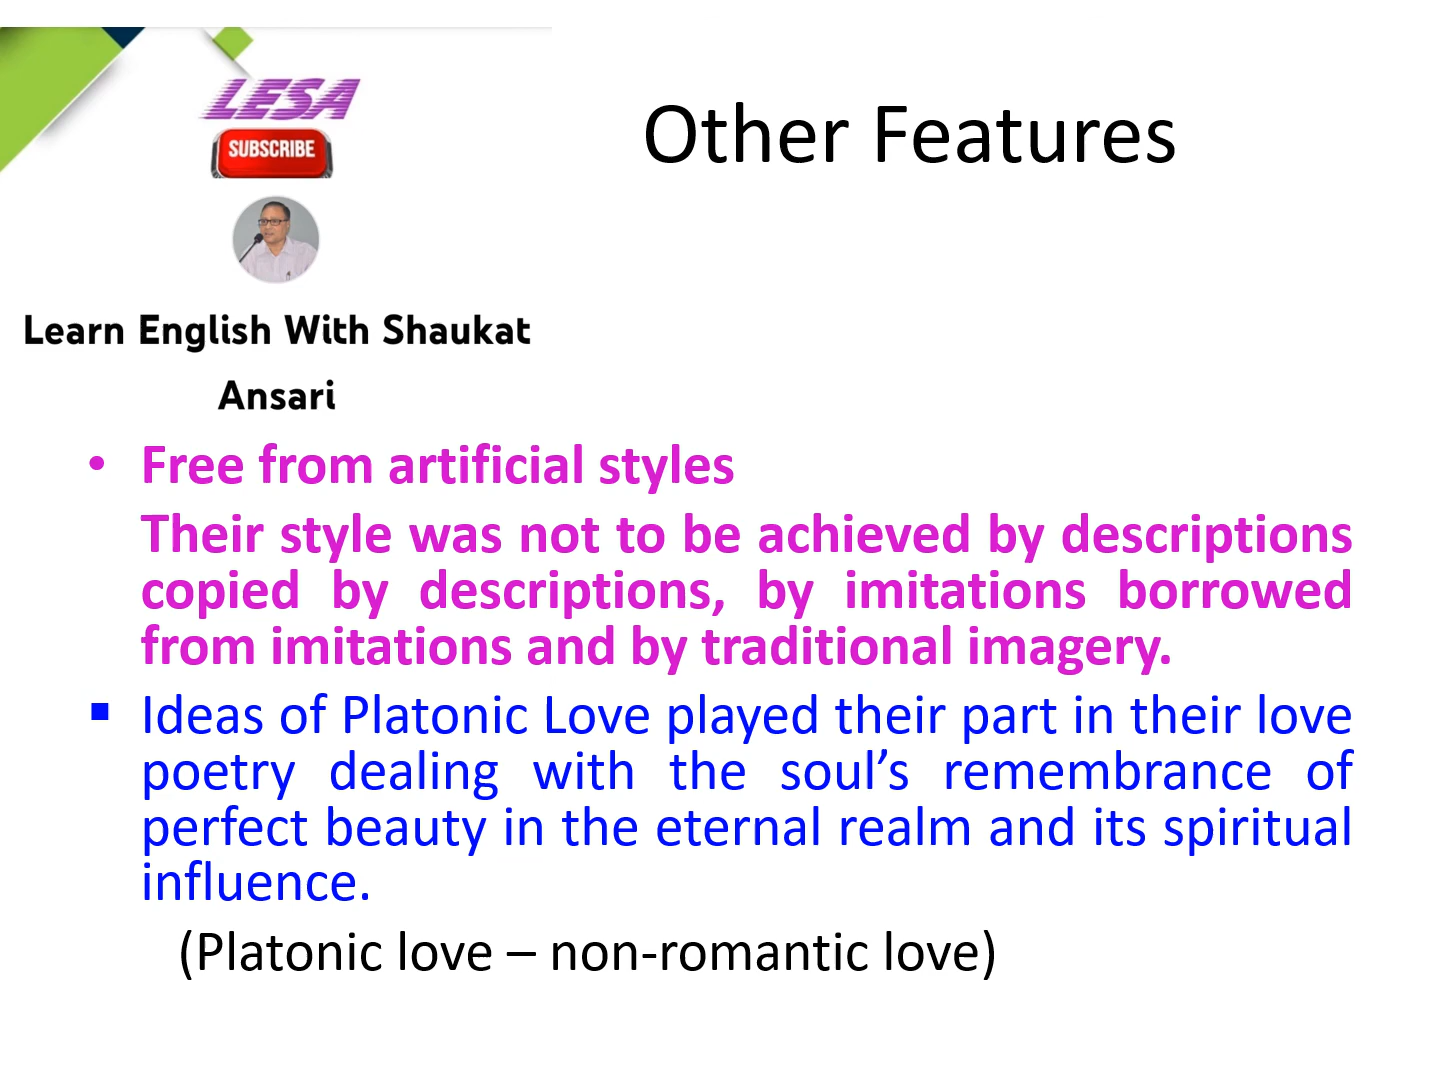 LESA
SUBSCRIBE
Learn English With Shaukat
Ansari
Other Features
• Free from artificial styles
Their style was not to be achieved by descriptions
copied by descriptions, by imitations borrowed
from imitations and by traditional imagery.
▪ Ideas of Platonic Love played their part in their love
poetry dealing with the soul’s remembrance of
perfect beauty in the eternal realm and its spiritual
influence.
(Platonic love – non-romantic love)